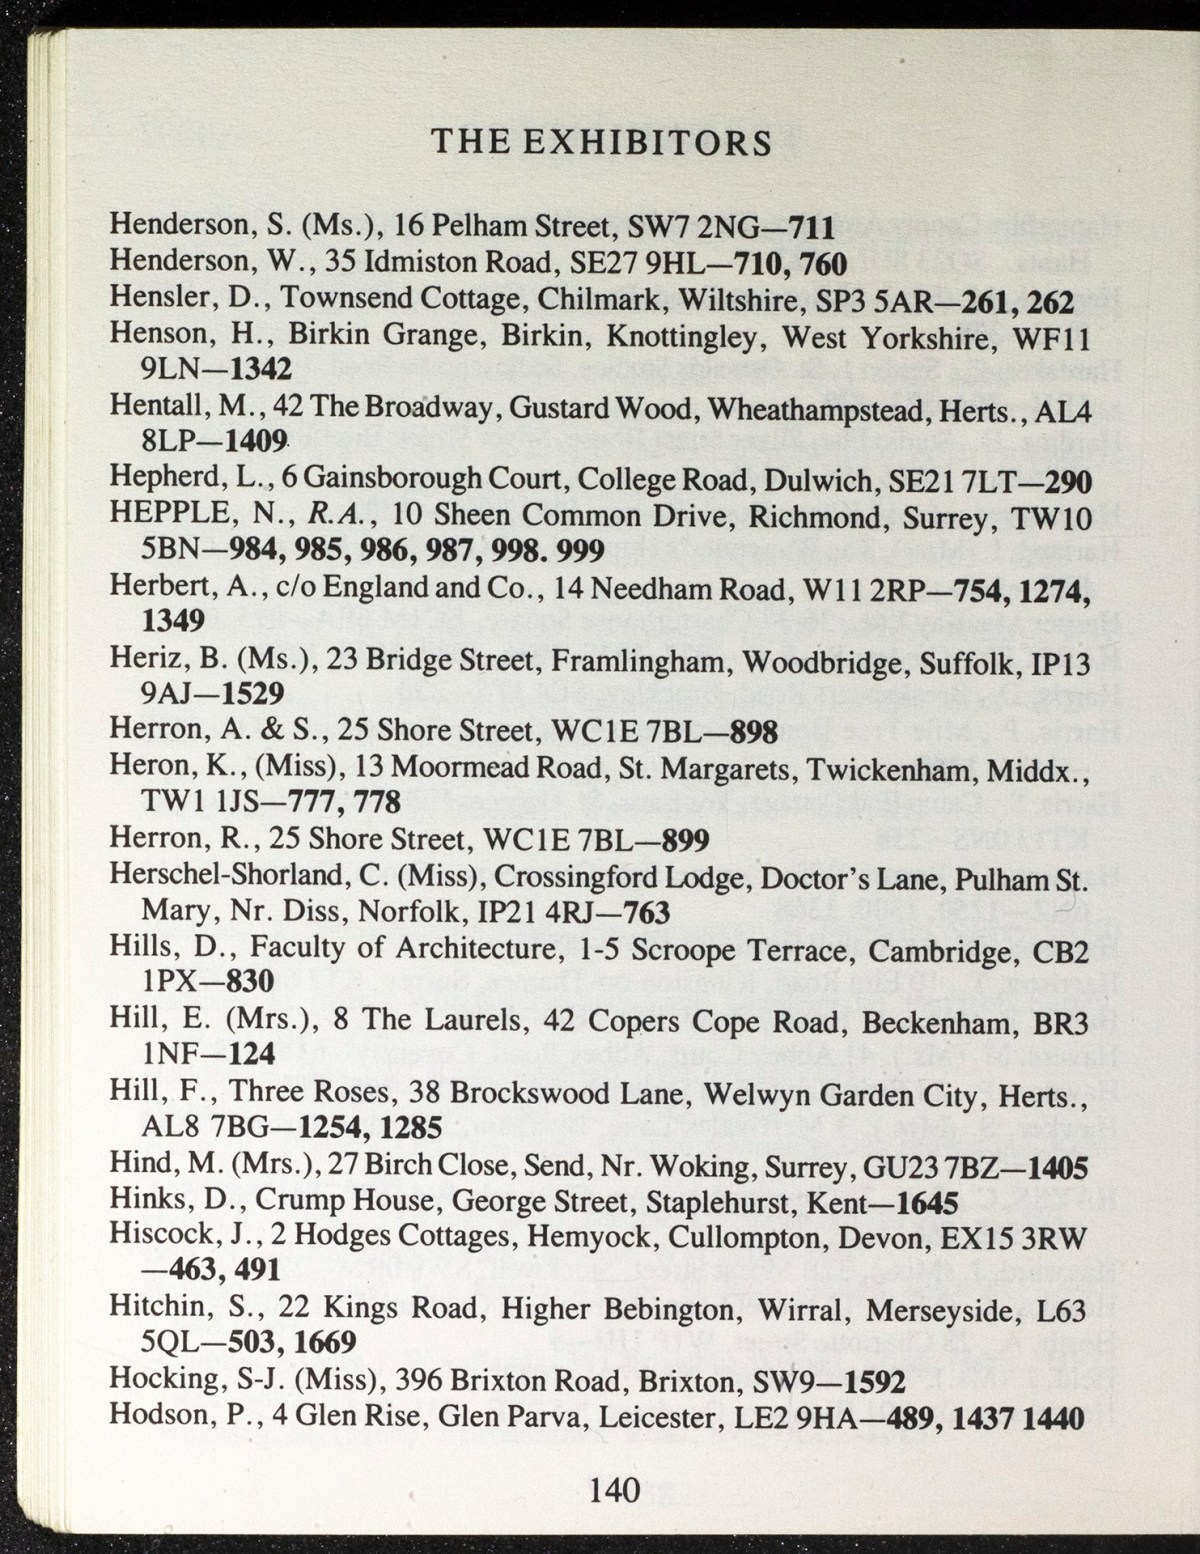 THE EXHIBITORS
Henderson, S. (Ms.), 16 Pelham Street, SW7 2NG—711
Henderson, W., 35 Idmiston Road, SE27 9HL—710, 760
Hensler, D., Townsend Cottage, Chilmark, Wiltshire, SP3 5AR—261, 262
Henson, H., Birkin Grange, Birkin, Knottingley, West Yorkshire, WF11
9LN—1342
Hentall, M., 42 The Broadway, Gustard Wood, Wheathampstead, Herts., AL4
8LP—1409
Hepherd, L., 6 Gainsborough Court, College Road, Dulwich, SE21 7LT—290
HEPPLE, N., R.A., 10 Sheen Common Drive, Richmond, Surrey, TW10
5BN—984, 985, 986, 987, 998. 999
Herbert, A., c/o England and Co., 14 Needham Road, W11 2RP—754, 1274,
1349
Heriz, B. (Ms.), 23 Bridge Street, Framlingham, Woodbridge, Suffolk, IP13
9AJ—1529
Herron, A. & S., 25 Shore Street, WC1E 7BL—898
Heron, K., (Miss), 13 Moormead Road, St. Margarets, Twickenham, Middx.,
TW1 1JS—777, 778
Herron, R., 25 Shore Street, WC1E 7BL—899
Herschel-Shorland, C. (Miss), Crossingford Lodge, Doctor's Lane, Pulham St.
Mary, Nr. Diss, Norfolk, IP21 4RJ—763
Hills, D., Faculty of Architecture, 1-5 Scroope Terrace, Cambridge, CB2
1PX—830
Hill, E. (Mrs.), 8 The Laurels, 42 Copers Cope Road, Beckenham, BR3
1NF—124
Hill, F., Three Roses, 38 Brockswood Lane, Welwyn Garden City, Herts.,
AL8 7BG—1254, 1285
Hind, M. (Mrs.), 27 Birch Close, Send, Nr. Woking, Surrey, GU23 7BZ—1405
Hinks, D., Crump House, George Street, Staplehurst, Kent—1645
Hiscock, J., 2 Hodges Cottages, Hemyock, Cullompton, Devon, EX15 3RW
—463, 491
Hitchin, S., 22 Kings Road, Higher Bebington, Wirral, Merseyside, L63
5QL—503, 1669
Hocking, S-J. (Miss), 396 Brixton Road, Brixton, SW9—1592
Hodson, P., 4 Glen Rise, Glen Parva, Leicester, LE2 9HA—489, 1437 1440
140